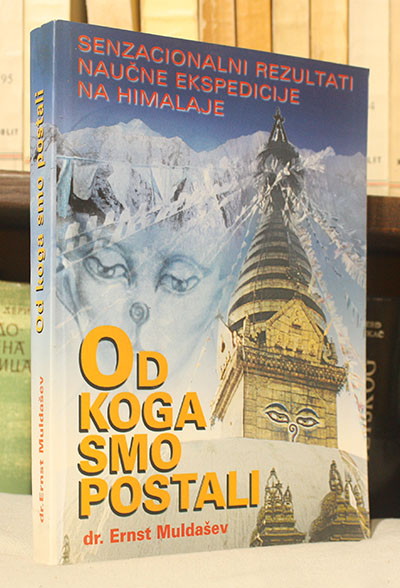 SENZACIONALNI REZULTATI
NAUČNE EKSPEDICIJE
NA HIMALAJE
OD
KOGA
SMO
POSTALI
dr. Ernst Muldašev
Od koga smo postali
dr.Ernst Muldašev
95